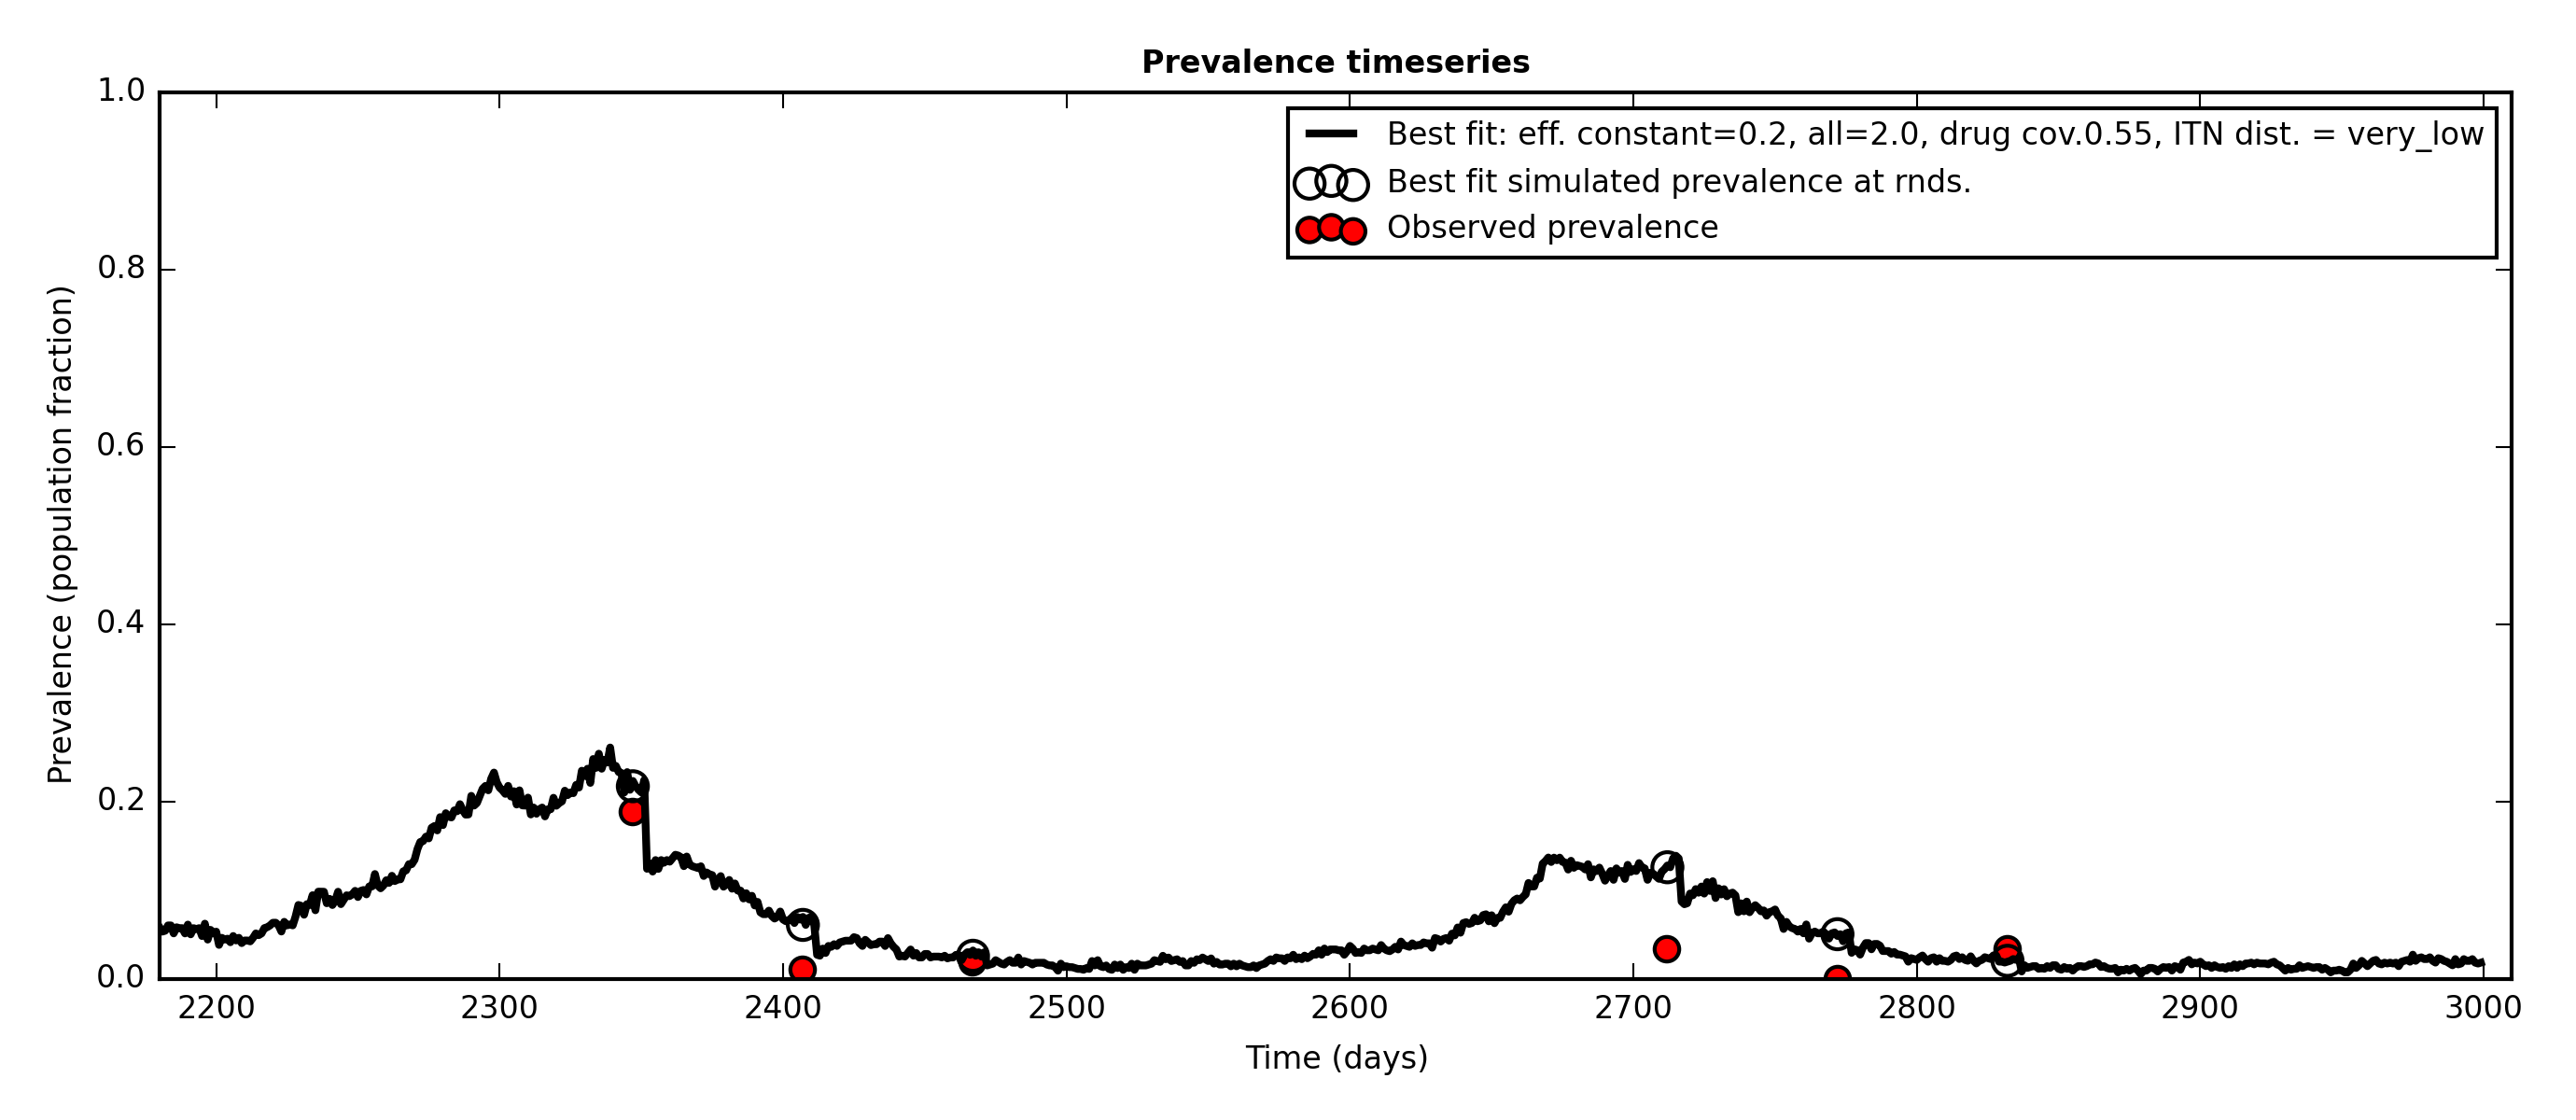 Prevalence timeseries
Best fit: eff. constant=0.2, all=2.0, drug cov.0.55, ITN dist. = very_low
Best fit simulated prevalence at rnds.
Observed prevalence
Prevalence (population fraction)
1.0
0.8
0.6
0.4
0.2
0.0
2200 2300 2400 2500 2600 2700 2800 2900 3000
Time (days)